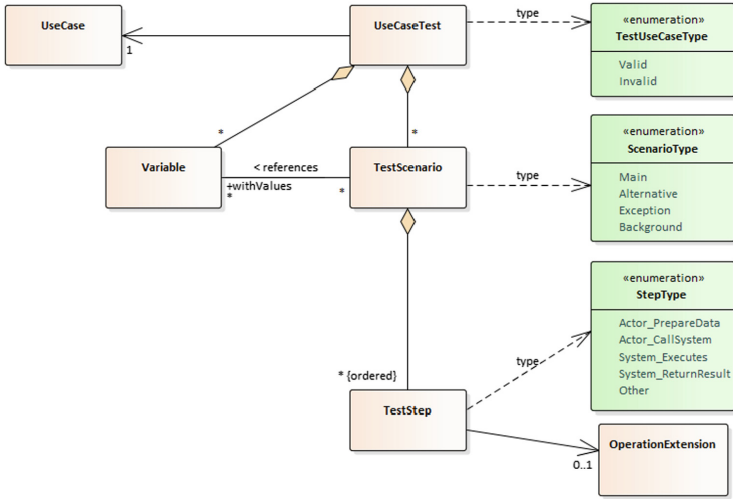 UseCase
1
UseCaseTest
type
«enumeration»
TestUseCaseType
Valid
Invalid
*
*
Variable
< references
+withValues
*
*
TestScenario
type
«enumeration»
ScenarioType
Main
Alternative
Exception
Background
* {ordered}
TestStep
type
«enumeration»
StepType
Actor_PrepareData
Actor_CallSystem
System_Executes
System_ReturnResult
Other
0..1
OperationExtension